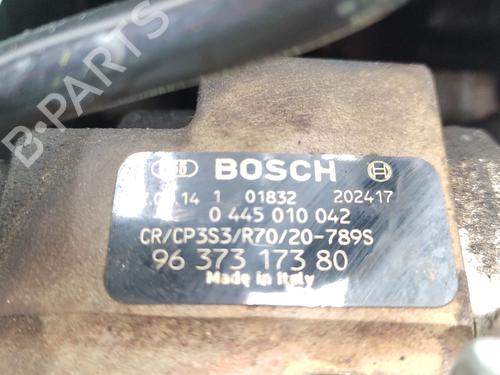 BOSCH
14 1 01832 202417
0 445 010 042
CR/CP3S3/R70/20-789S
96 373 173 80
Made in Italy
B-PARTS